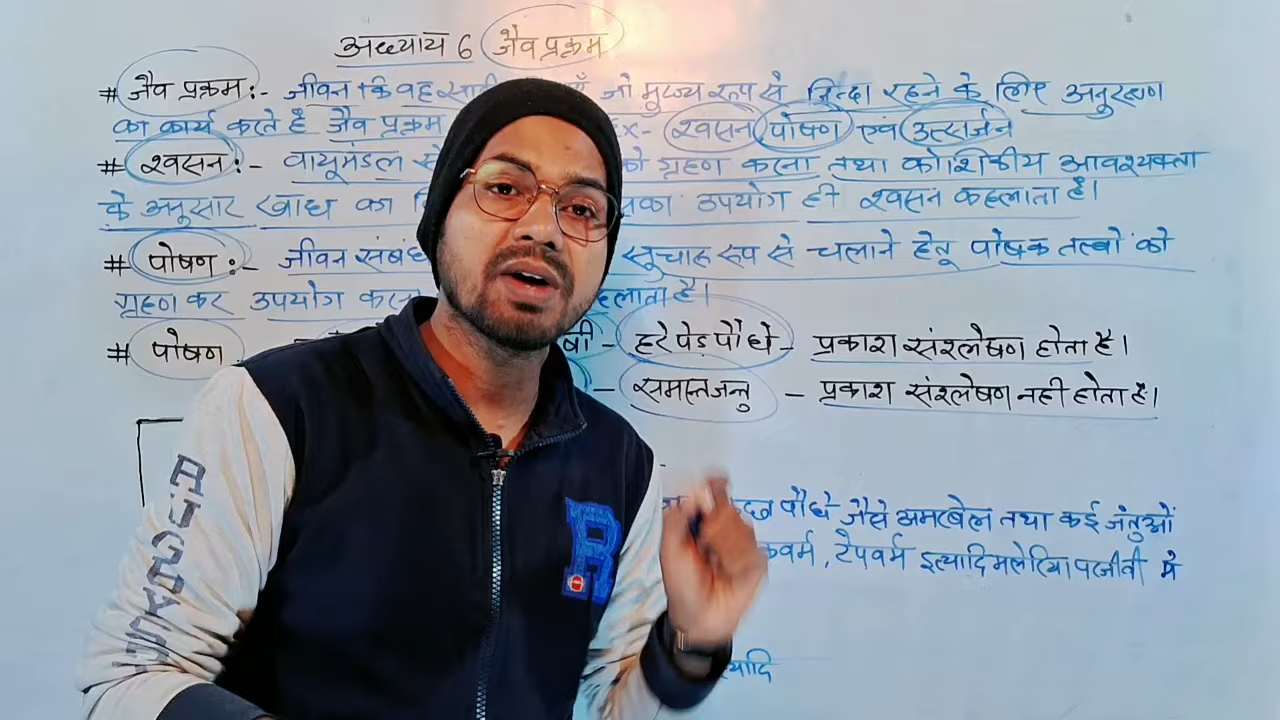 अध्याय 6 जैव प्रक्रम
# जैव प्रक्रम :- जीवन कि वह जो मुख्य रूप से जिन्दा रहने के लिए अनुरक्षण
का कार्य करते हैं जैव प्रक्रम Ex- श्वसन पोषण एवं उत्सर्जन
# श्वसन :- वायुमंडल से को ग्रहण करना तथा कोशिकीय आवश्यकता
के अनुसार खाद्य का उपयोग ही श्वसन कहलाता है।
# पोषण :- जीवन संबंधी सुचारू रूप से चलाने हेतू पोषक तत्वों को
ग्रहण कर उपयोग करना कहलाता है।
# पोषण - हरे पेड़ पौधे - प्रकाश संश्लेषण होता है।
- समस्त जन्तु - प्रकाश संश्लेषण नही होता है।
पौधे जैसे अमरबेल तथा कई जंतुओं
टेपवर्म इत्यादि मलेरिया परजीवी मे
RUGBYSS
R